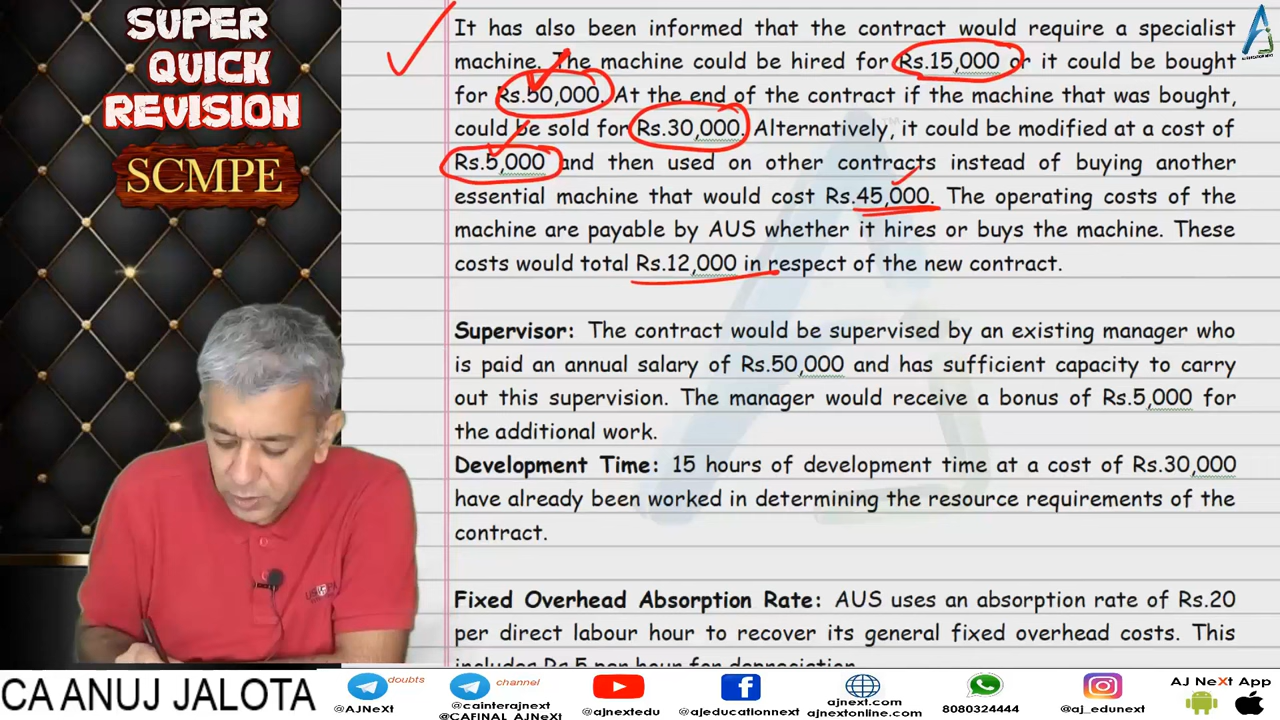 SUPER
QUICK
REVISION
SCMPE
It has also been informed that the contract would require a specialist
machine. The machine could be hired for Rs.15,000 or it could be bought
for Rs.50,000. At the end of the contract if the machine that was bought,
could be sold for Rs.30,000. Alternatively, it could be modified at a cost of
Rs.5,000 and then used on other contracts instead of buying another
essential machine that would cost Rs.45,000. The operating costs of the
machine are payable by AUS whether it hires or buys the machine. These
costs would total Rs.12,000 in respect of the new contract.
Supervisor: The contract would be supervised by an existing manager who
is paid an annual salary of Rs.50,000 and has sufficient capacity to carry
out this supervision. The manager would receive a bonus of Rs.5,000 for
the additional work.
Development Time: 15 hours of development time at a cost of Rs.30,000
have already been worked in determining the resource requirements of the
contract.
Fixed Overhead Absorption Rate: AUS uses an absorption rate of Rs.20
per direct labour hour to recover its general fixed overhead costs. This
includes Rs.5 per hour for depreciation.
CA ANUJ JALOTA
doubts
@AJNeXt
channel
@cainterajnext
@CAFINAL_AJNeXt
@ajnextedu
@ajeducationnext
ajnext.com
ajnextonline.com
8080324444
@aj_edunext
AJ NeXt App